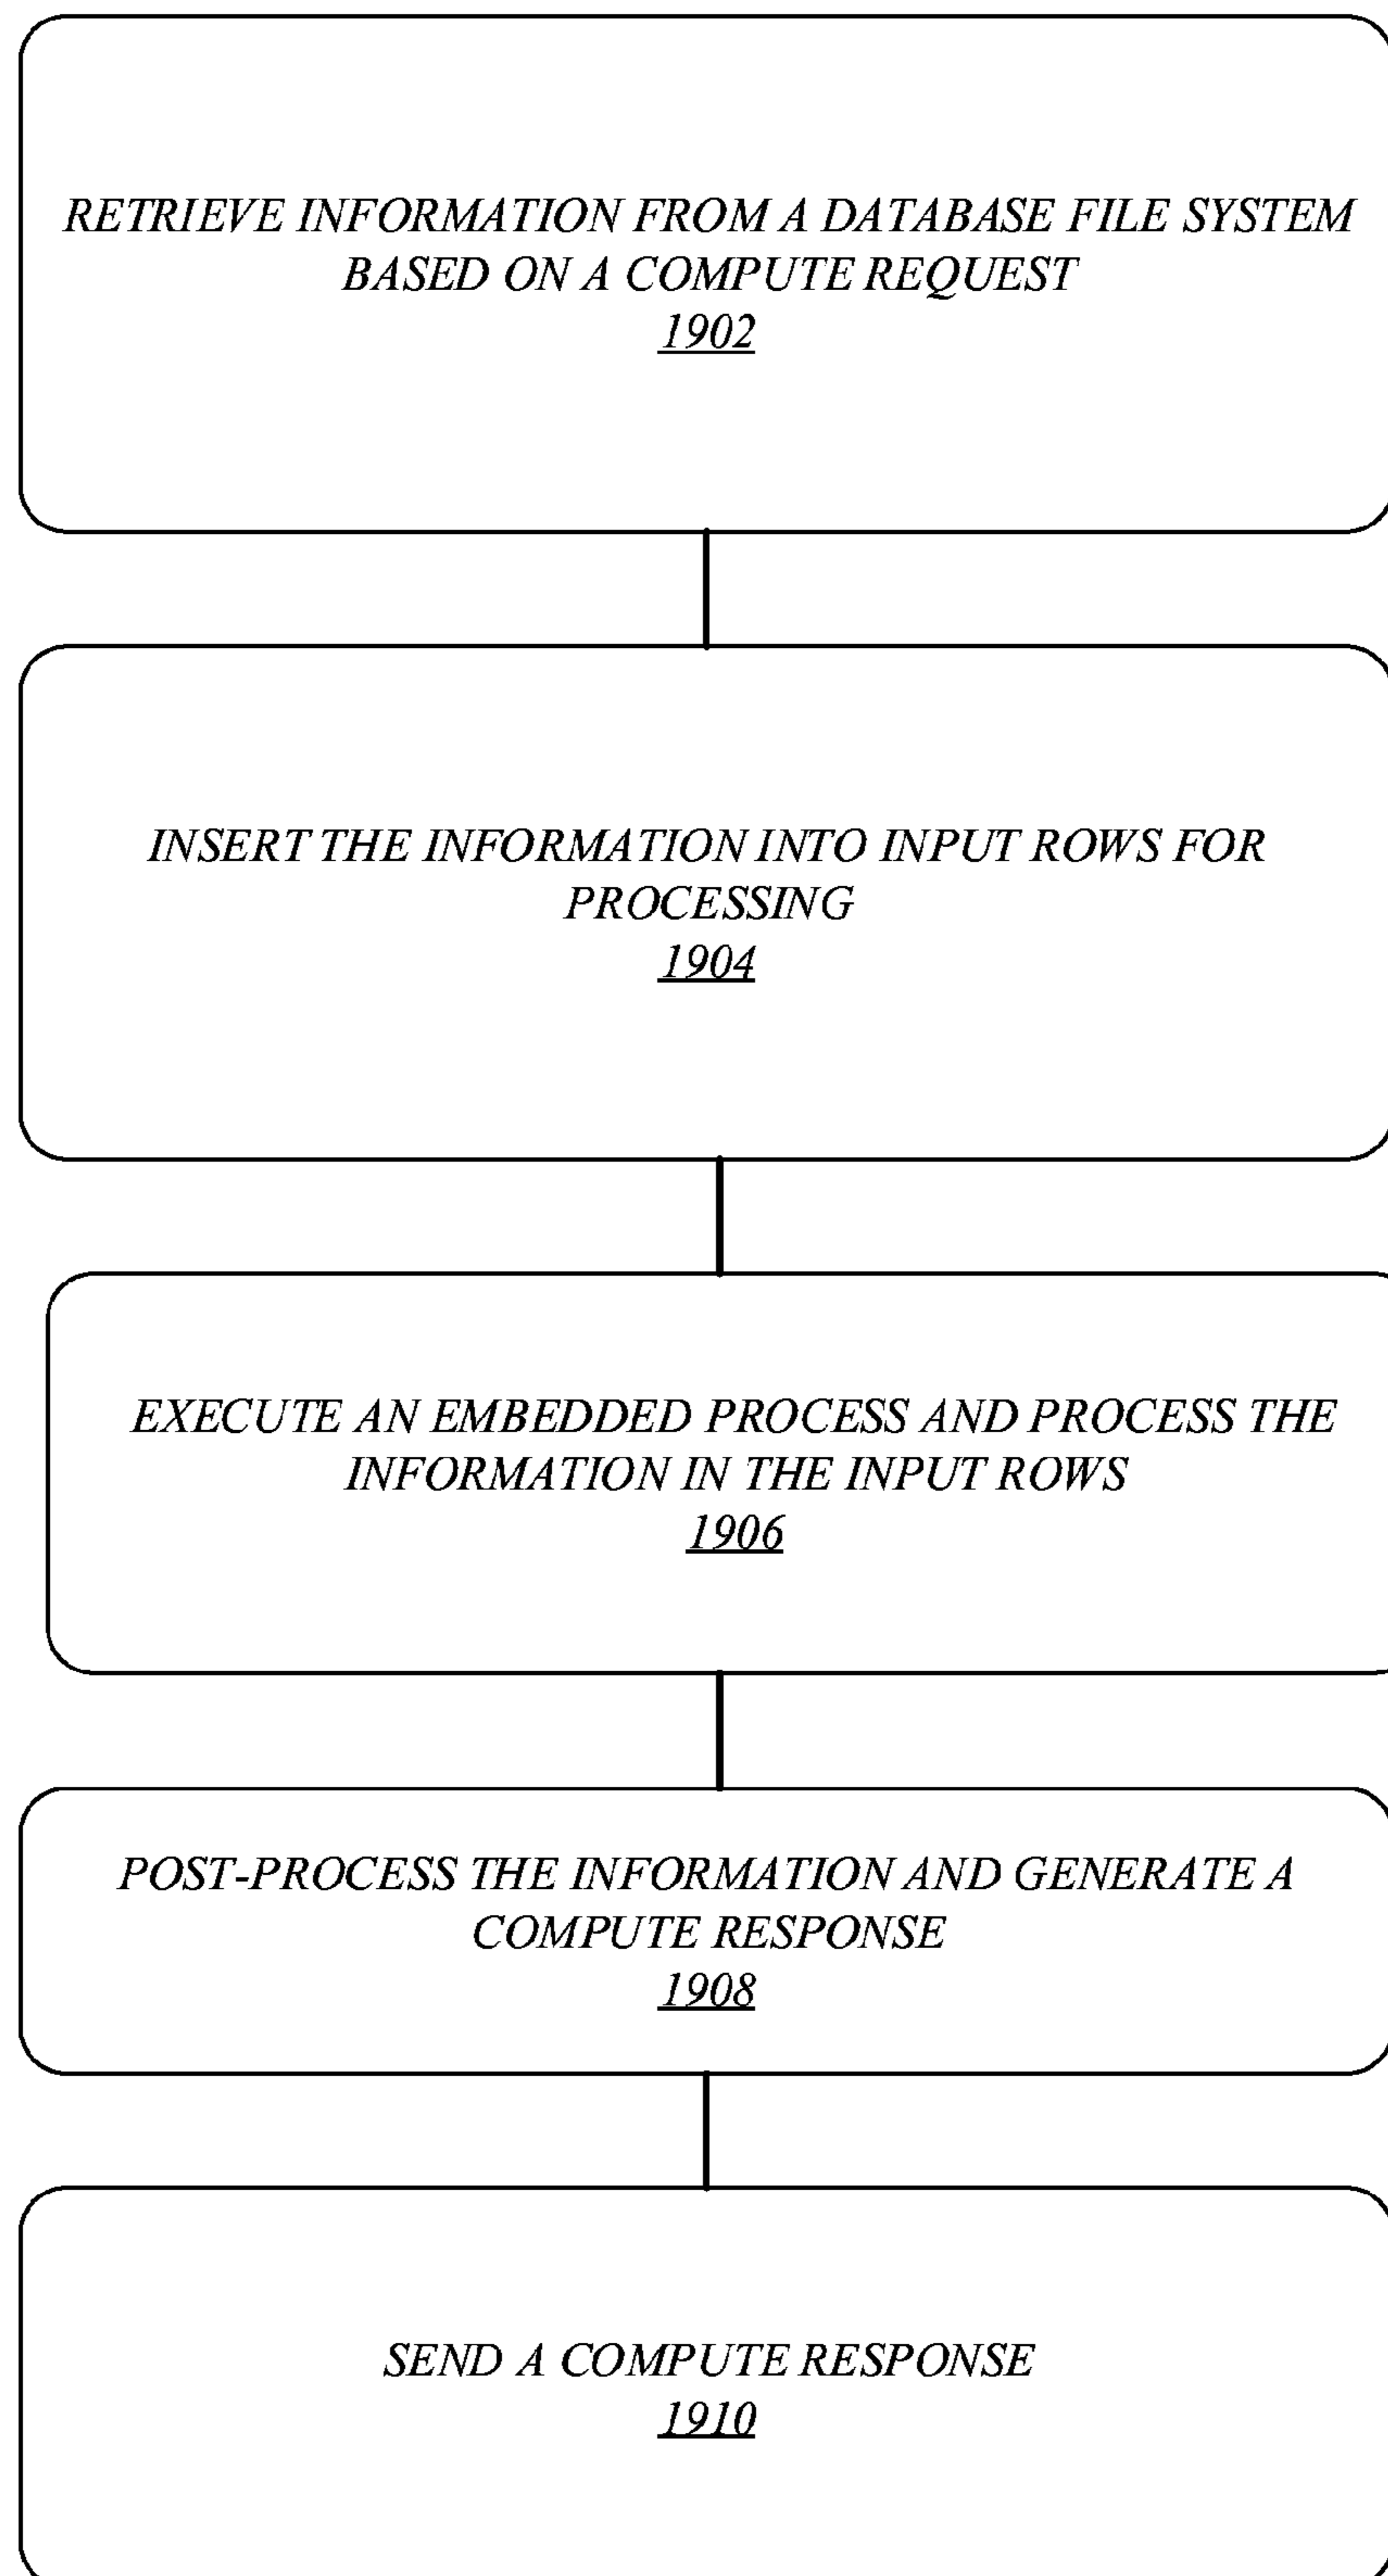 RETRIEVE INFORMATION FROM A DATABASE FILE SYSTEM
BASED ON A COMPUTE REQUEST
1902
INSERT THE INFORMATION INTO INPUT ROWS FOR
PROCESSING
1904
EXECUTE AN EMBEDDED PROCESS AND PROCESS THE
INFORMATION IN THE INPUT ROWS
1906
POST-PROCESS THE INFORMATION AND GENERATE A
COMPUTE RESPONSE
1908
SEND A COMPUTE RESPONSE
1910